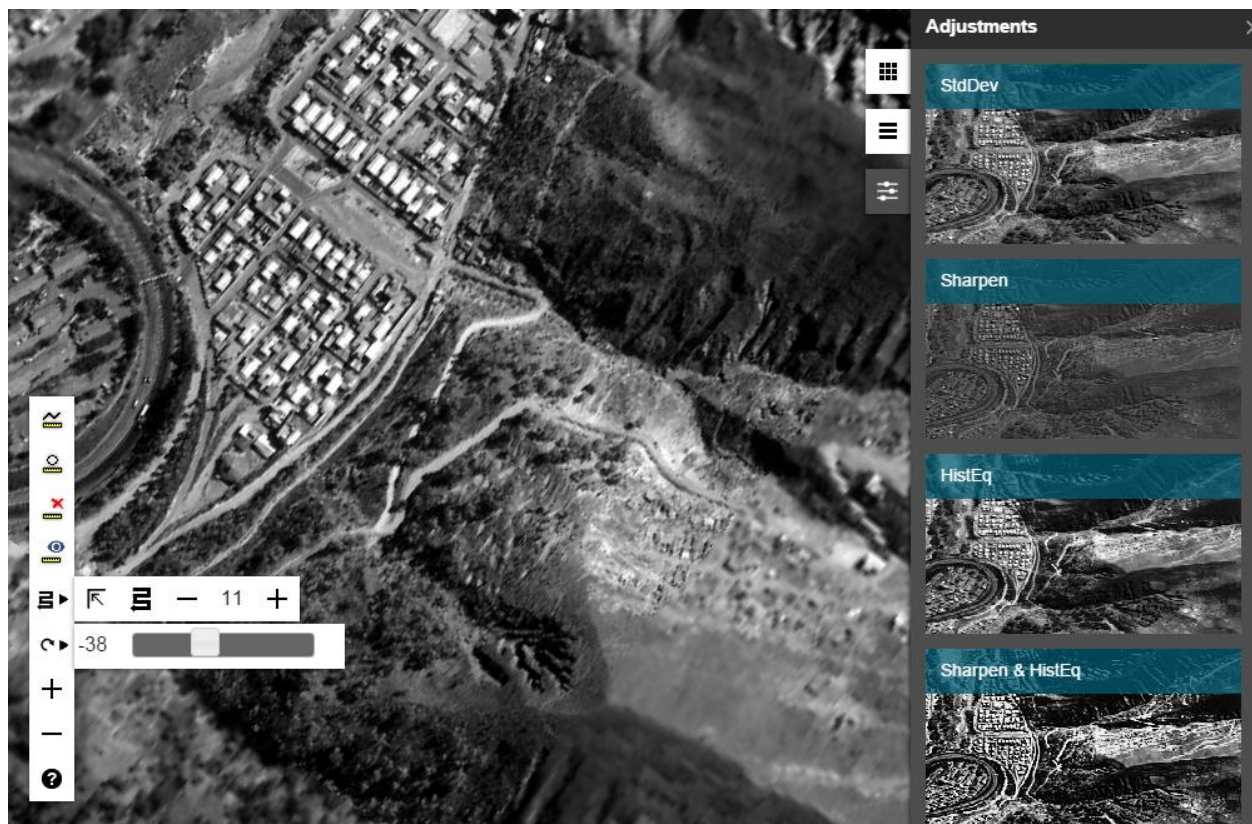 Adjustments
StdDev
Sharpen
HistEq
Sharpen & HistEq
11
-38